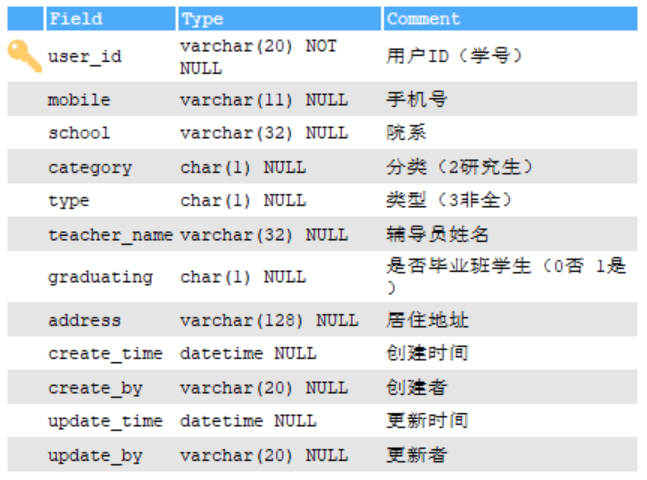 Field Type Comment
user_id varchar(20) NOT NULL 用户ID（学号）
mobile varchar(11) NULL 手机号
school varchar(32) NULL 院系
category char(1) NULL 分类（2研究生）
type char(1) NULL 类型（3非全）
teacher_name varchar(32) NULL 辅导员姓名
graduating char(1) NULL 是否毕业班学生（0否 1是）
address varchar(128) NULL 居住地址
create_time datetime NULL 创建时间
create_by varchar(20) NULL 创建者
update_time datetime NULL 更新时间
update_by varchar(20) NULL 更新者